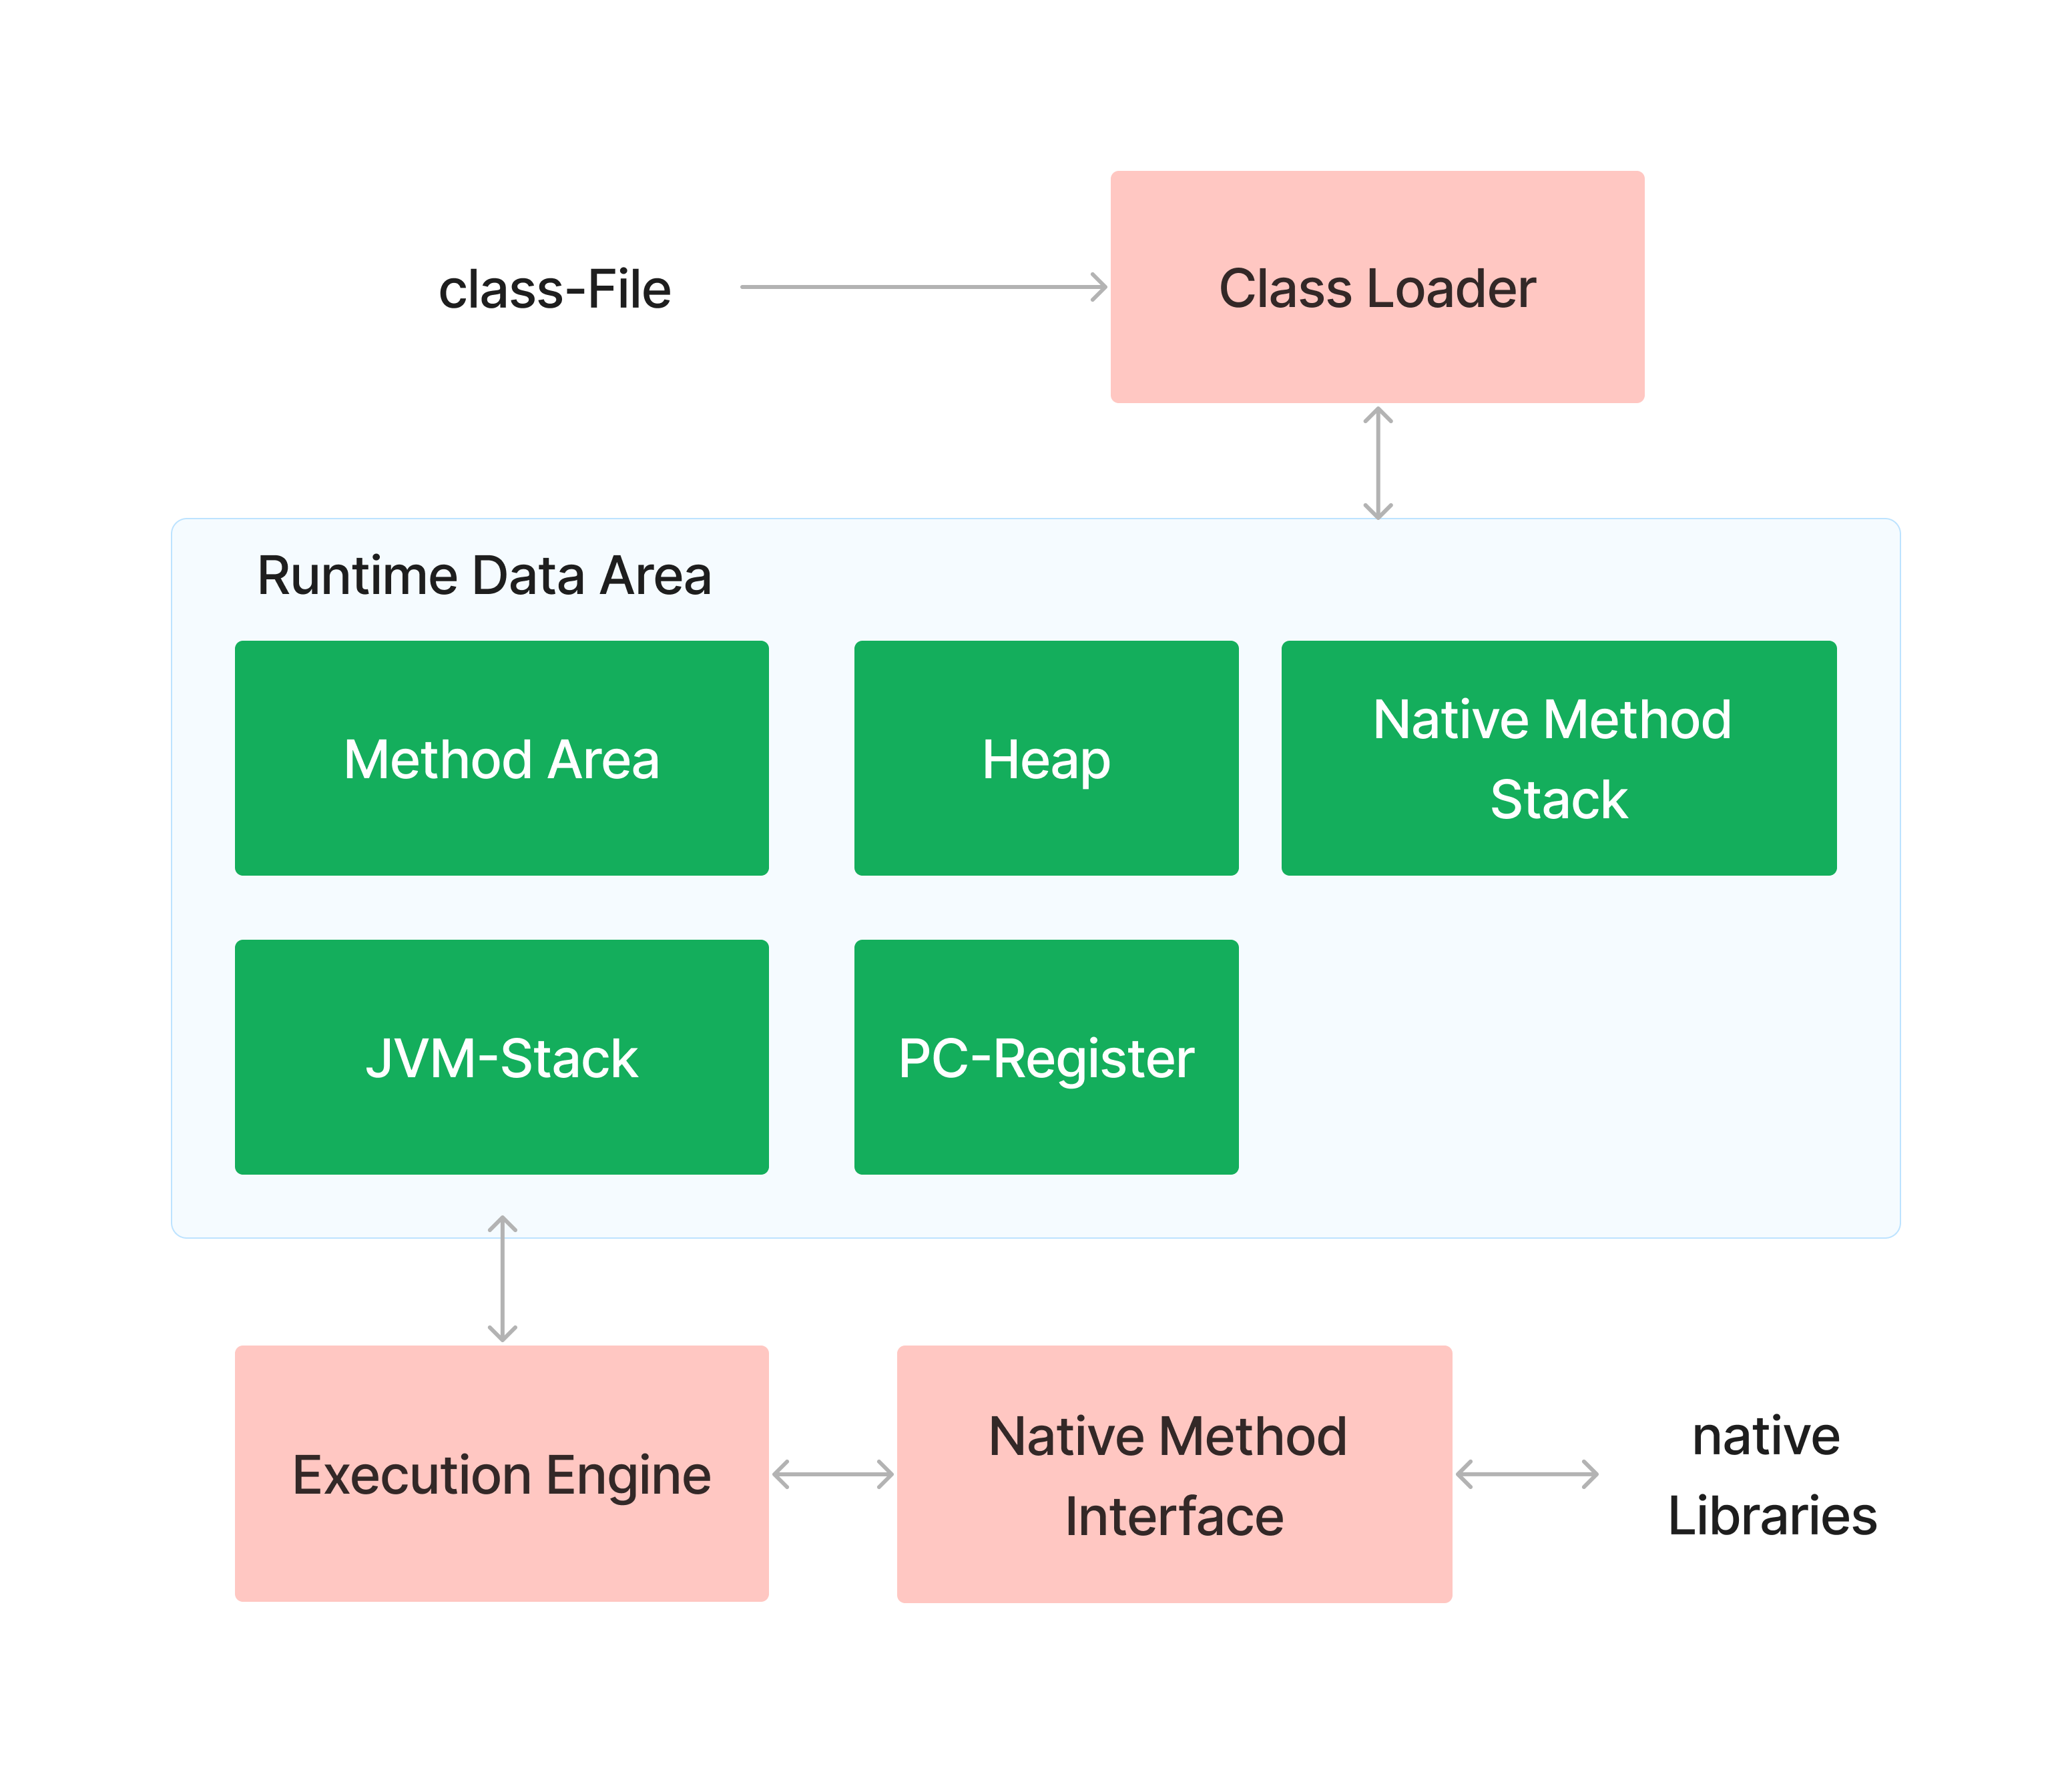 class-File
Class Loader
Runtime Data Area
Method Area
Heap
Native Method
Stack
JVM-Stack
PC-Register
Execution Engine
Native Method
Interface
native
Libraries